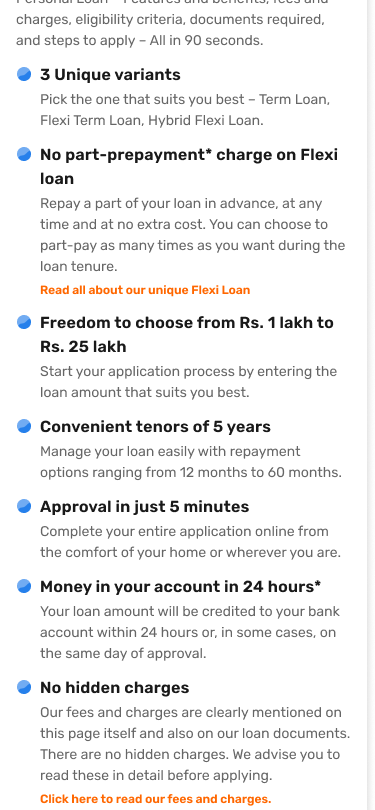 Personal Loan – Features and benefits, fees and
charges, eligibility criteria, documents required,
and steps to apply – All in 90 seconds.
3 Unique variants
Pick the one that suits you best – Term Loan,
Flexi Term Loan, Hybrid Flexi Loan.
No part-prepayment* charge on Flexi
loan
Repay a part of your loan in advance, at any
time and at no extra cost. You can choose to
part-pay as many times as you want during the
loan tenure.
Read all about our unique Flexi Loan
Freedom to choose from Rs. 1 lakh to
Rs. 25 lakh
Start your application process by entering the
loan amount that suits you best.
Convenient tenors of 5 years
Manage your loan easily with repayment
options ranging from 12 months to 60 months.
Approval in just 5 minutes
Complete your entire application online from
the comfort of your home or wherever you are.
Money in your account in 24 hours*
Your loan amount will be credited to your bank
account within 24 hours or, in some cases, on
the same day of approval.
No hidden charges
Our fees and charges are clearly mentioned on
this page itself and also on our loan documents.
There are no hidden charges. We advise you to
read these in detail before applying.
Click here to read our fees and charges.